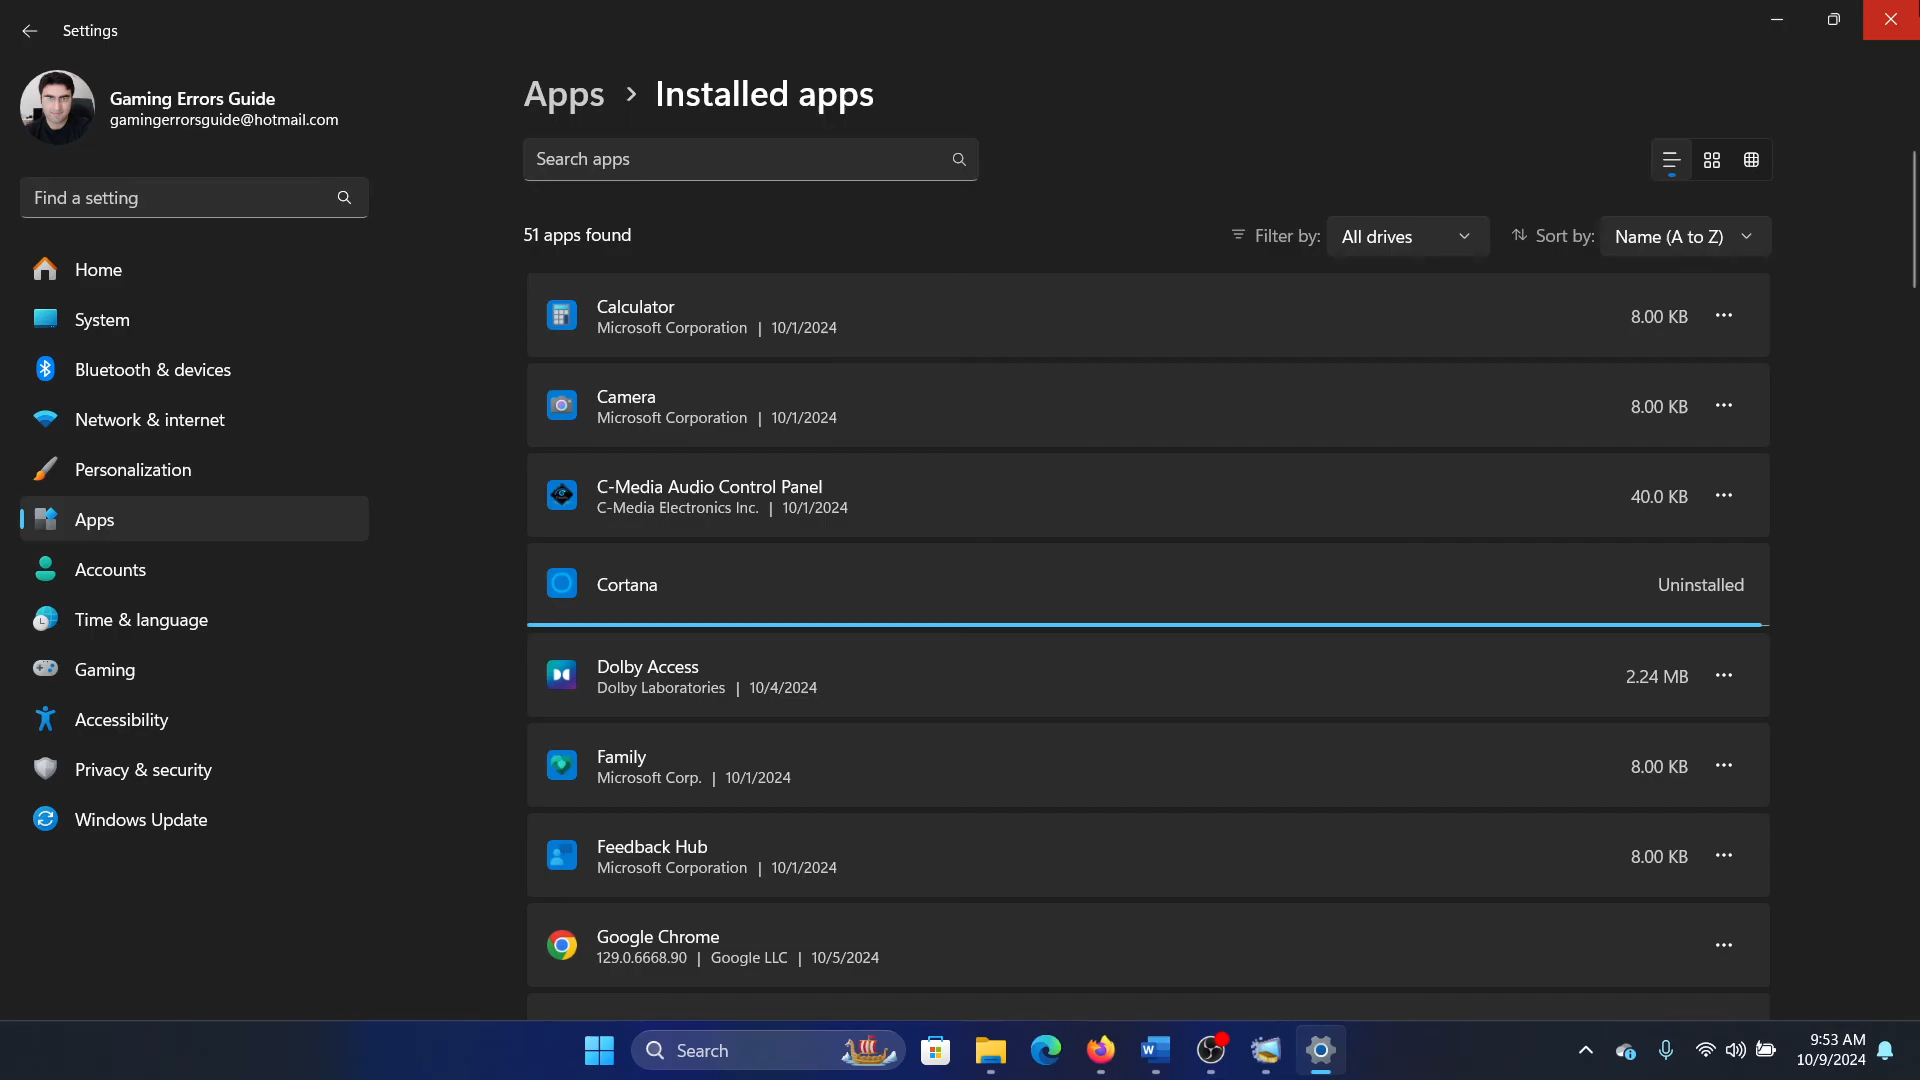 Settings
Gaming Errors Guide
gamingerrorsguide@hotmail.com
Find a setting
Home
System
Bluetooth & devices
Network & internet
Personalization
Apps
Accounts
Time & language
Gaming
Accessibility
Privacy & security
Windows Update
Apps > Installed apps
Search apps
51 apps found
Filter by: All drives
Sort by: Name (A to Z)
Calculator
Microsoft Corporation | 10/1/2024
8.00 KB
Camera
Microsoft Corporation | 10/1/2024
8.00 KB
C-Media Audio Control Panel
C-Media Electronics Inc. | 10/1/2024
40.0 KB
Cortana
Uninstalled
Dolby Access
Dolby Laboratories | 10/4/2024
2.24 MB
Family
Microsoft Corp. | 10/1/2024
8.00 KB
Feedback Hub
Microsoft Corporation | 10/1/2024
8.00 KB
Google Chrome
129.0.6668.90 | Google LLC | 10/5/2024
Search
9:53 AM
10/9/2024